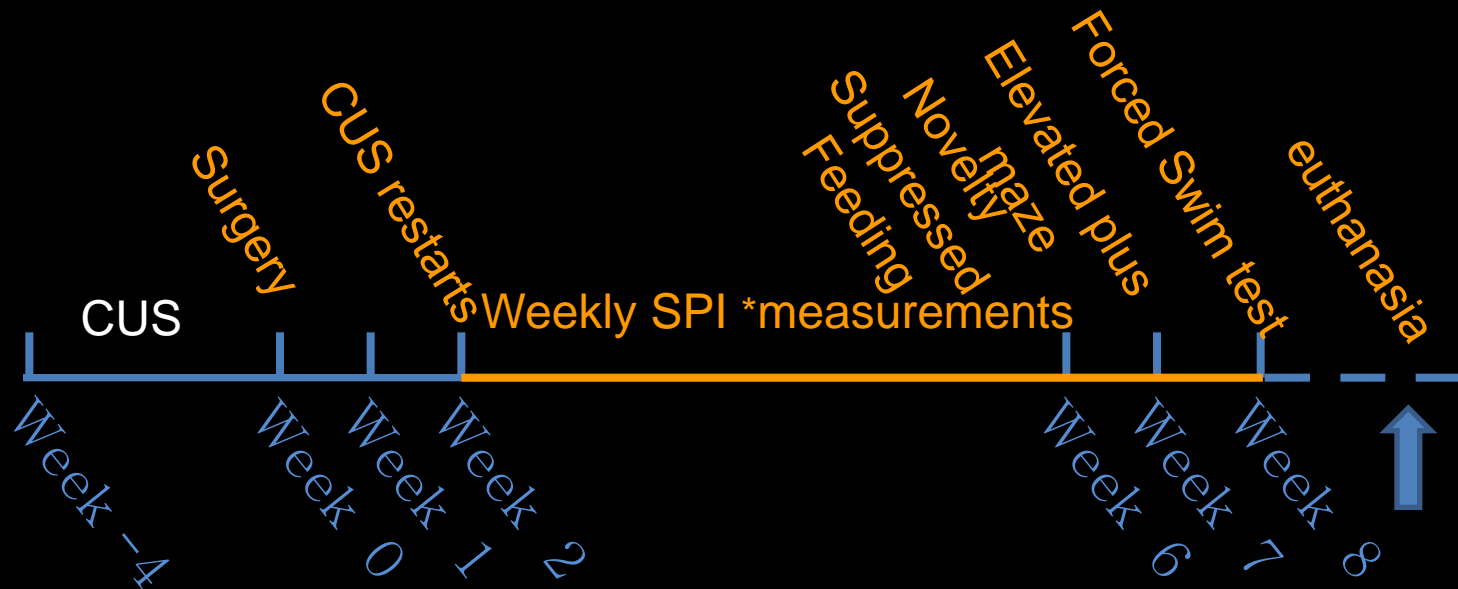 Surgery
CUS restarts
Novelty
Suppressed
Feeding
Elevated plus
maze
Forced Swim test
euthanasia
CUS
Weekly SPI *measurements
Week -4
Week 0
Week 1
Week 2
Week 6
Week 7
Week 8